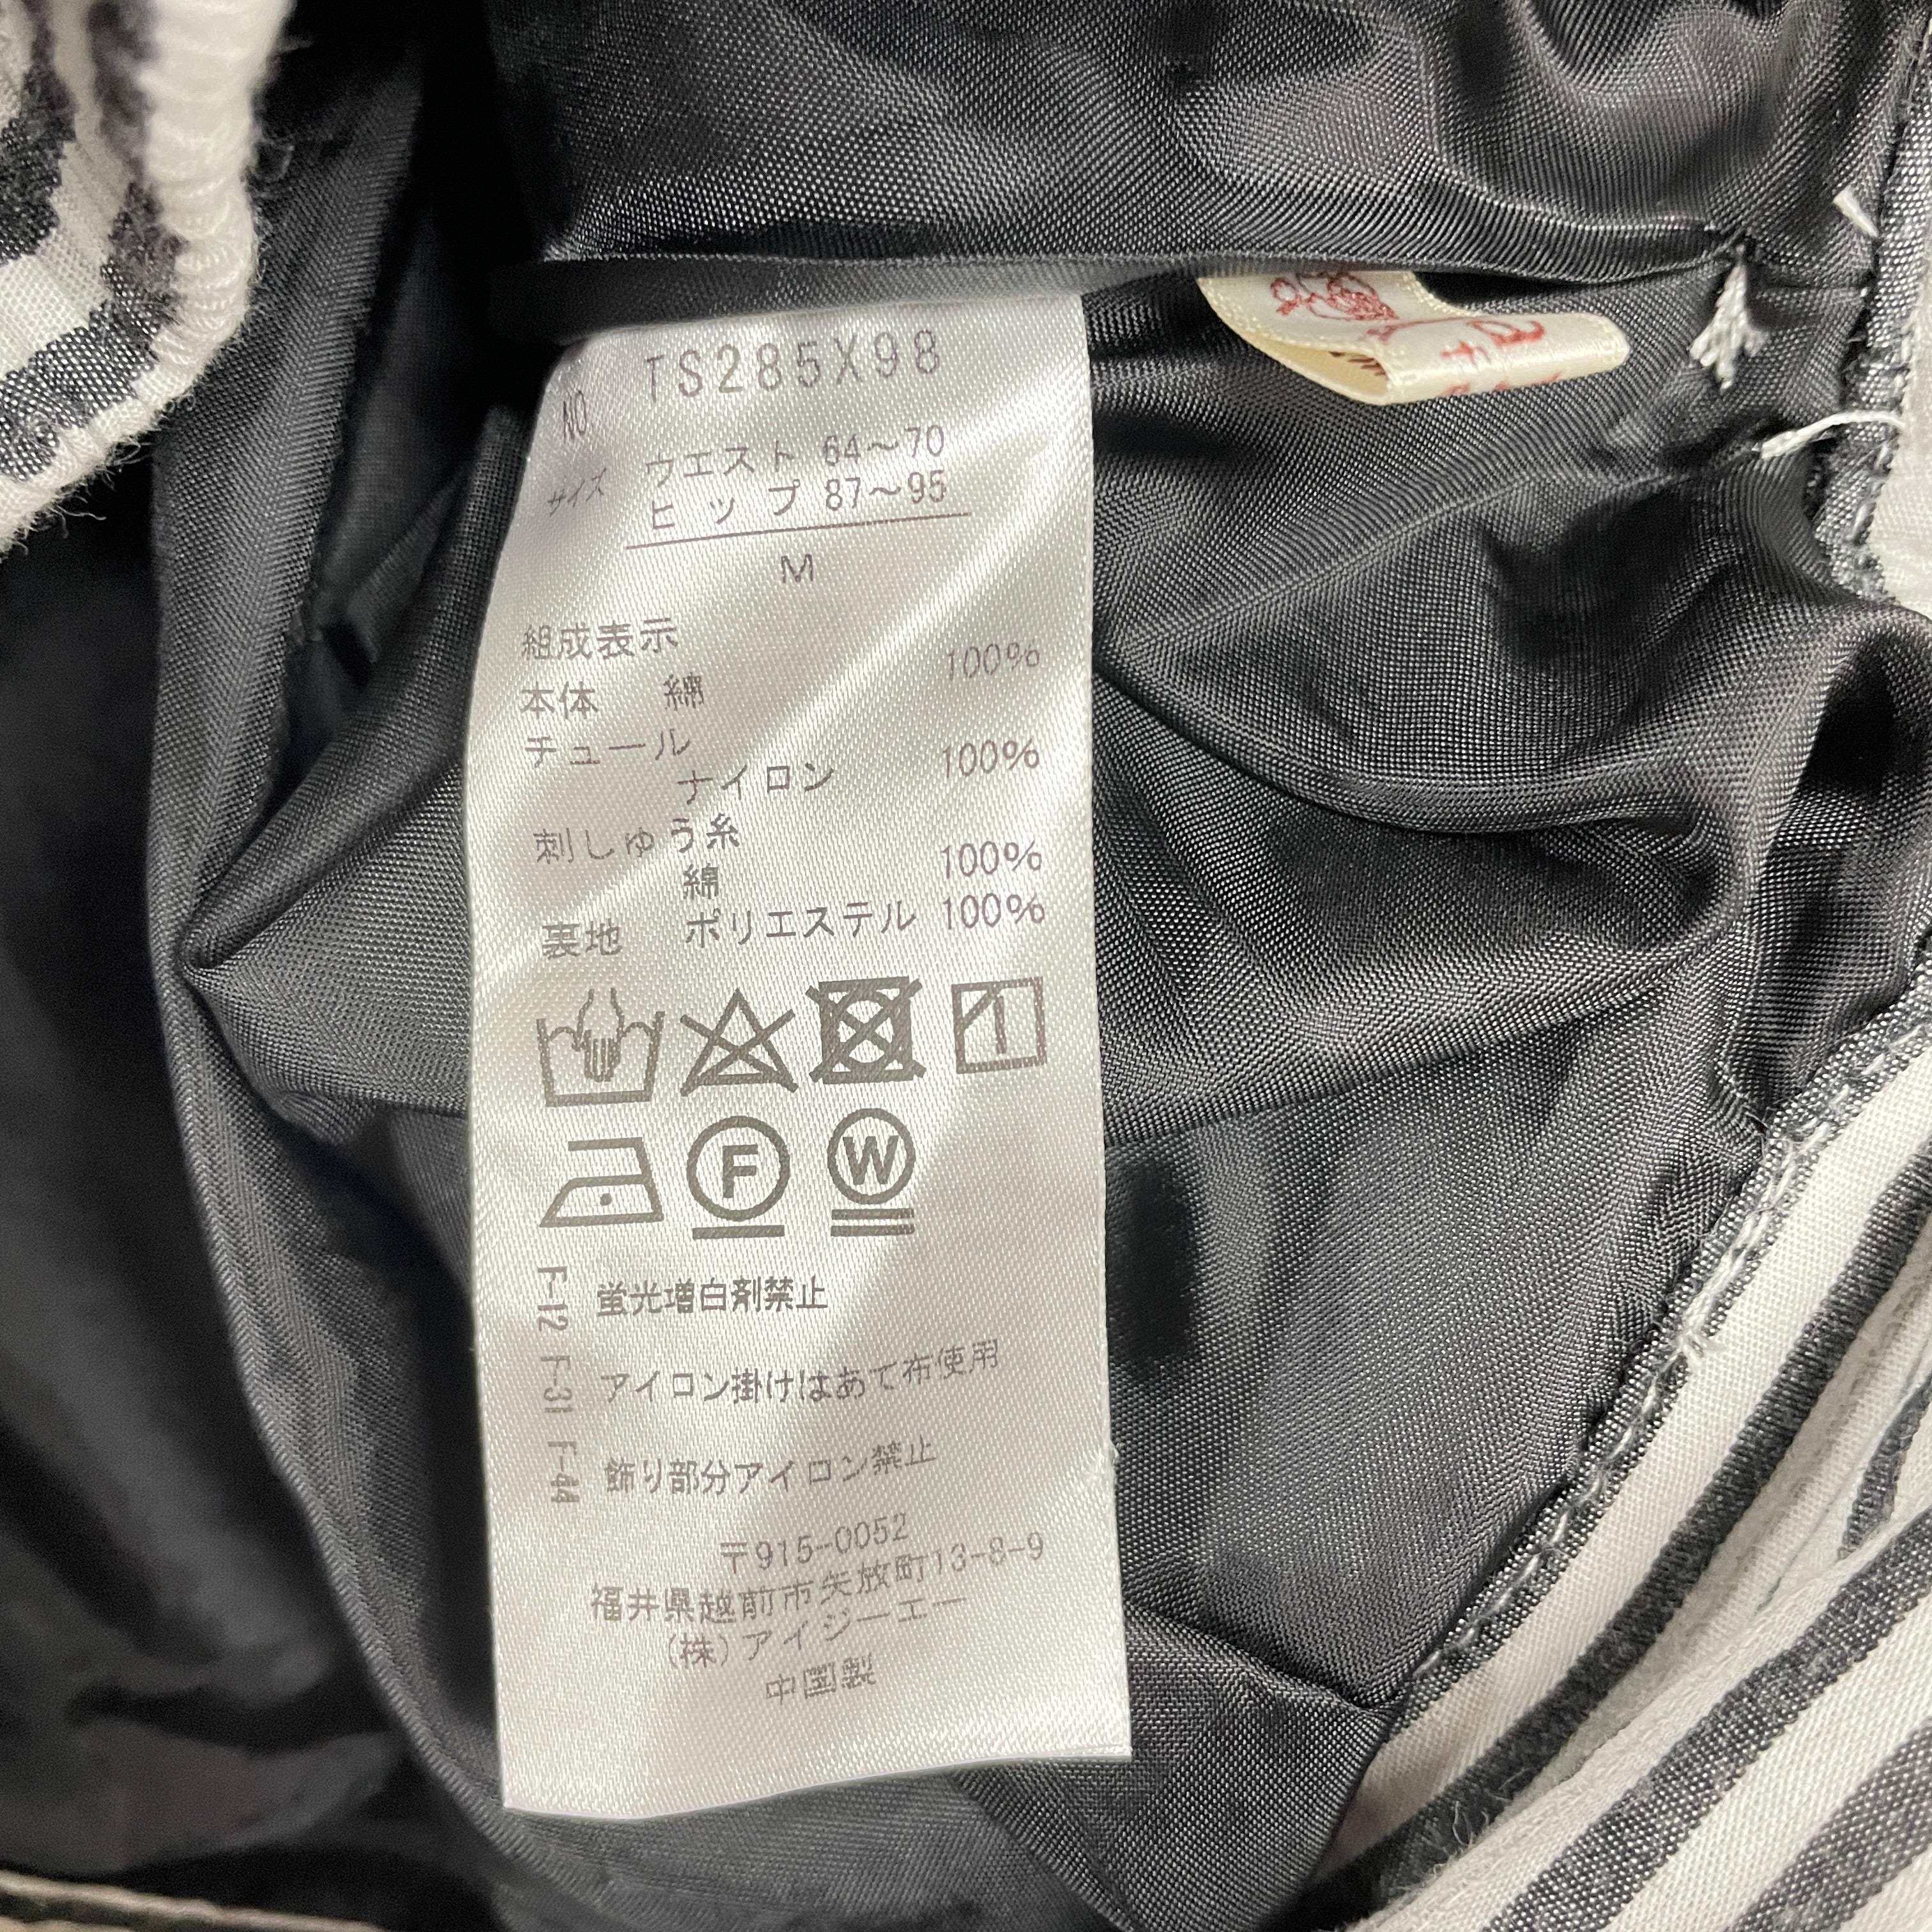 NO. TS285X98
サイズ ウエスト 64～70
ヒップ 87～95
M
組成表示
本体 綿 100%
チュール
ナイロン 100%
刺しゅう糸
綿 100%
裏地 ポリエステル 100%
F
W
F-12 蛍光増白剤禁止
F-31 アイロン掛けはあて布使用
F-44 飾り部分アイロン禁止
〒915-0052
福井県越前市矢放町13-8-9
(株)アイジーエー
中国製